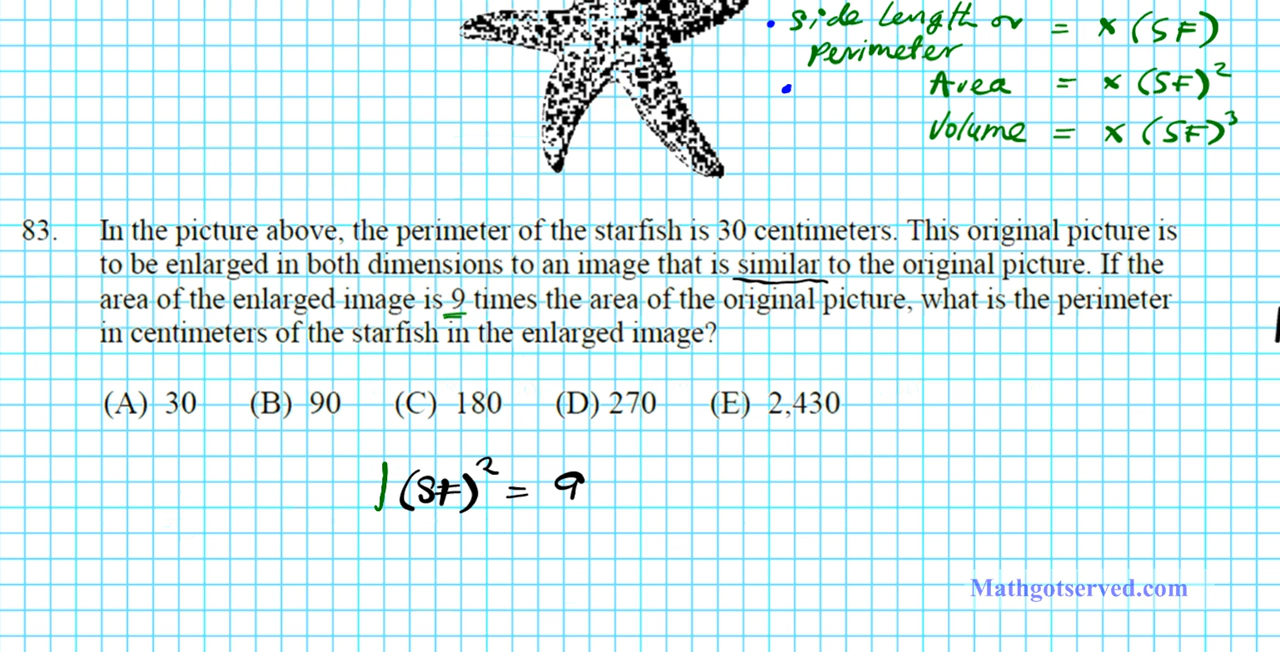 • side length or = × (SF)
perimeter
• Area = × (SF)²
Volume = × (SF)³
83. In the picture above, the perimeter of the starfish is 30 centimeters. This original picture is
to be enlarged in both dimensions to an image that is similar to the original picture. If the
area of the enlarged image is 9 times the area of the original picture, what is the perimeter
in centimeters of the starfish in the enlarged image?
(A) 30 (B) 90 (C) 180 (D) 270 (E) 2,430
(SF)² = 9
Mathgotserved.com